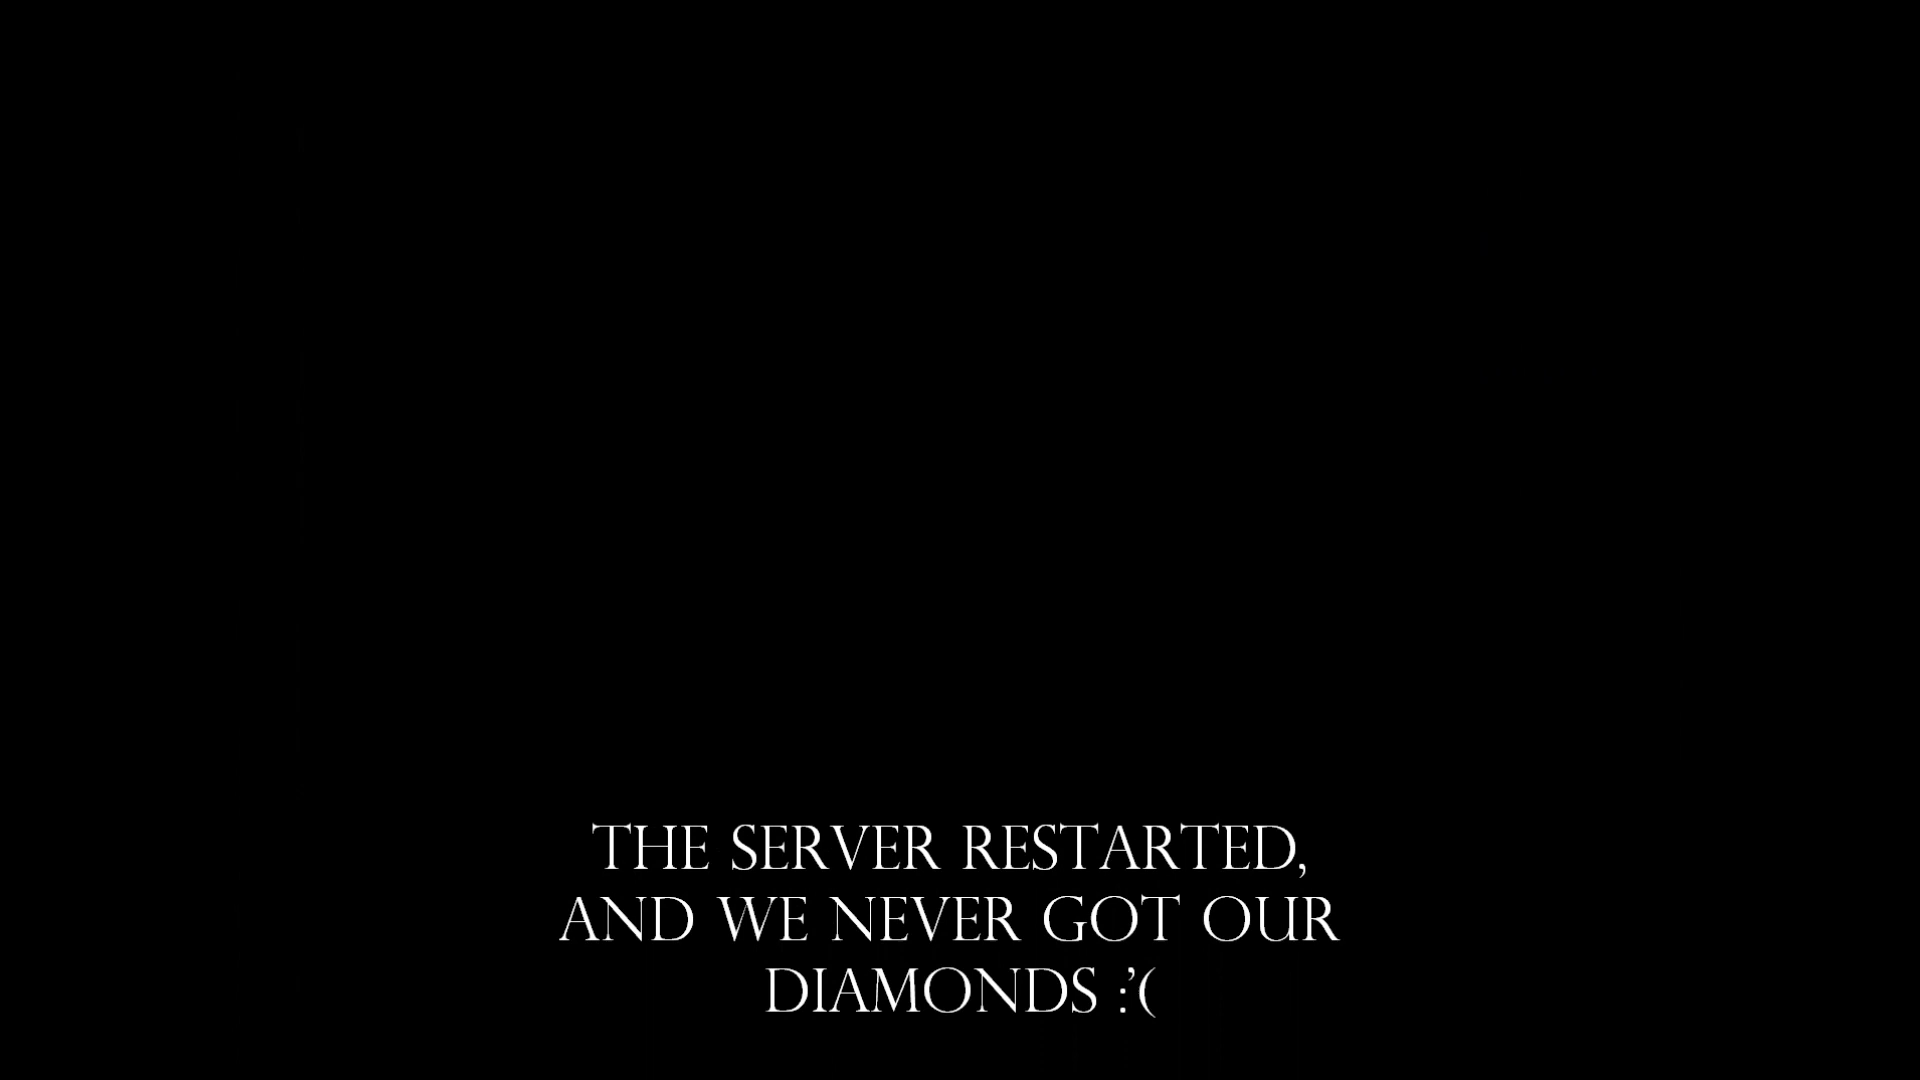 THE SERVER RESTARTED,
AND WE NEVER GOT OUR
DIAMONDS :’(